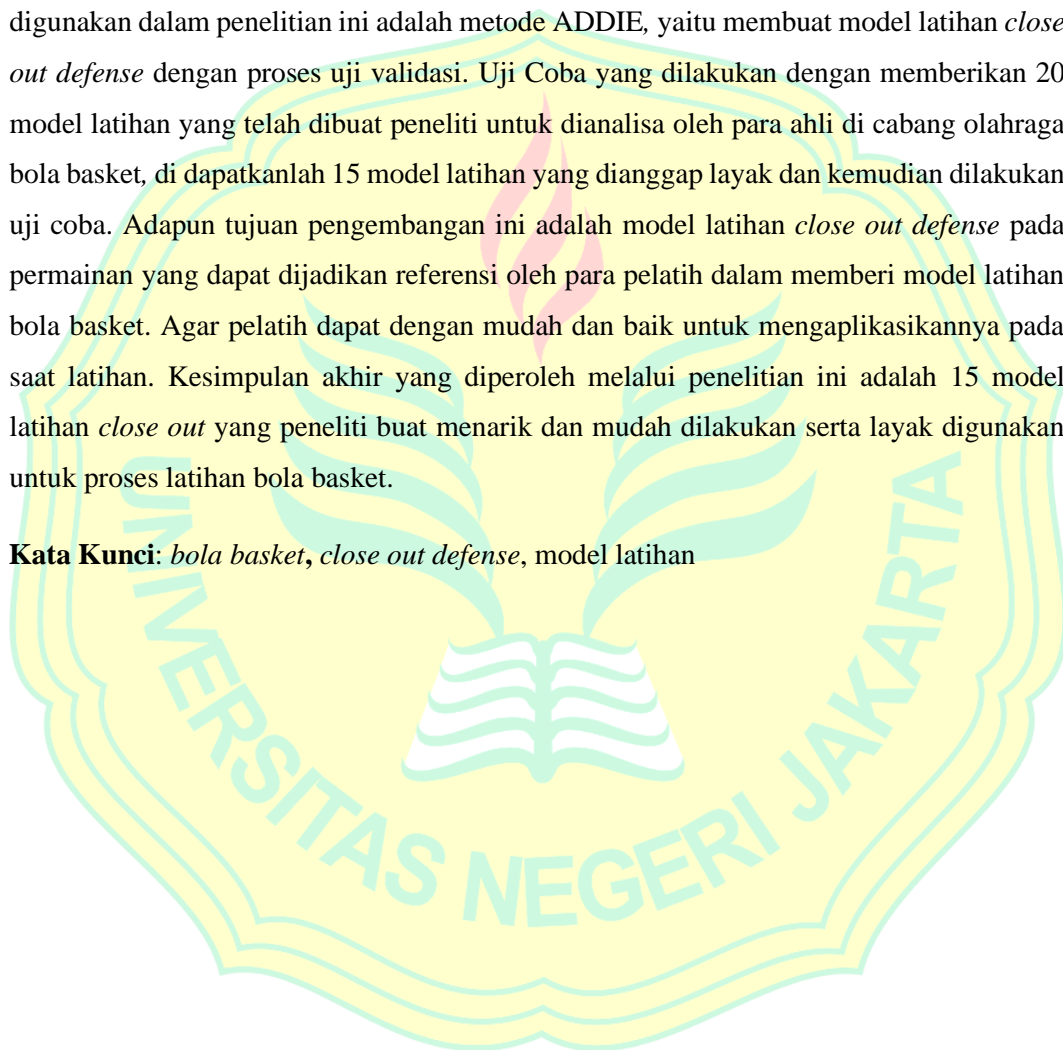 digunakan dalam penelitian ini adalah metode ADDIE, yaitu membuat model latihan close
out defense dengan proses uji validasi. Uji Coba yang dilakukan dengan memberikan 20
model latihan yang telah dibuat peneliti untuk dianalisa oleh para ahli di cabang olahraga
bola basket, di dapatkanlah 15 model latihan yang dianggap layak dan kemudian dilakukan
uji coba. Adapun tujuan pengembangan ini adalah model latihan close out defense pada
permainan yang dapat dijadikan referensi oleh para pelatih dalam memberi model latihan
bola basket. Agar pelatih dapat dengan mudah dan baik untuk mengaplikasikannya pada
saat latihan. Kesimpulan akhir yang diperoleh melalui penelitian ini adalah 15 model
latihan close out yang peneliti buat menarik dan mudah dilakukan serta layak digunakan
untuk proses latihan bola basket.
Kata Kunci: bola basket, close out defense, model latihan
UNIVERSITAS NEGERI JAKARTA